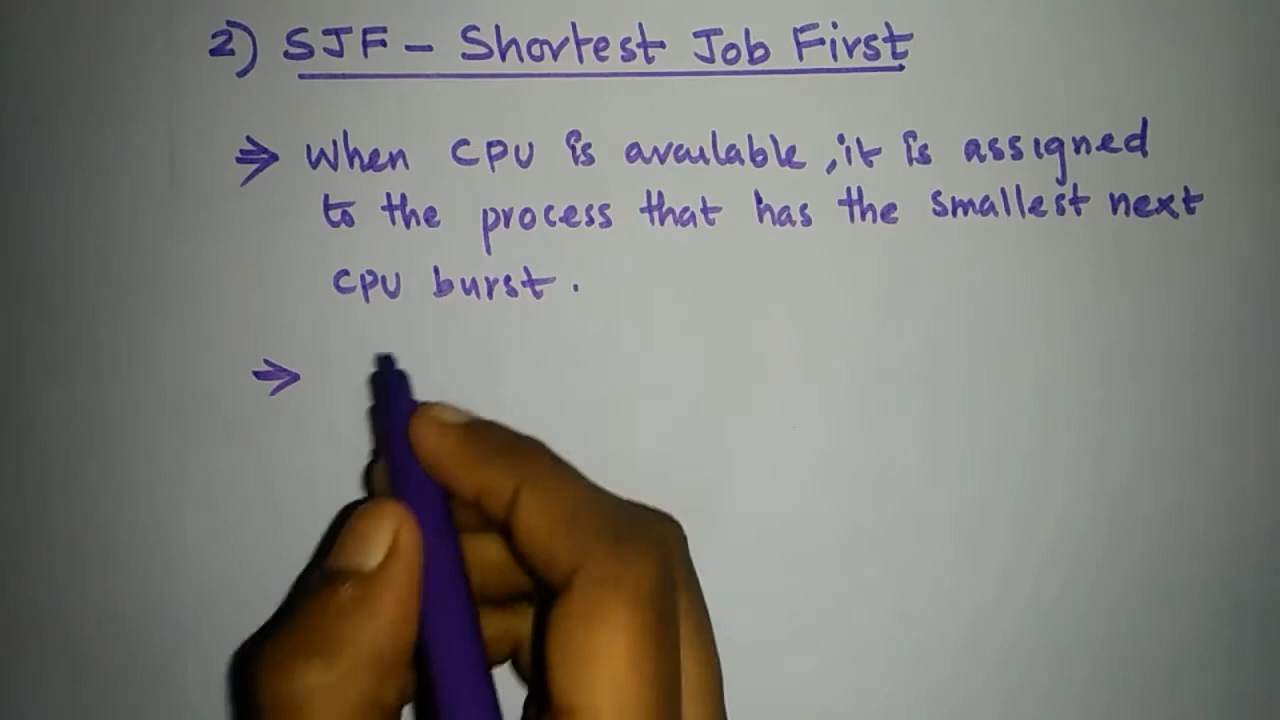 2) SJF - Shortest Job First
⇒ When CPU is available, it is assigned
to the process that has the smallest next
CPU burst.
→